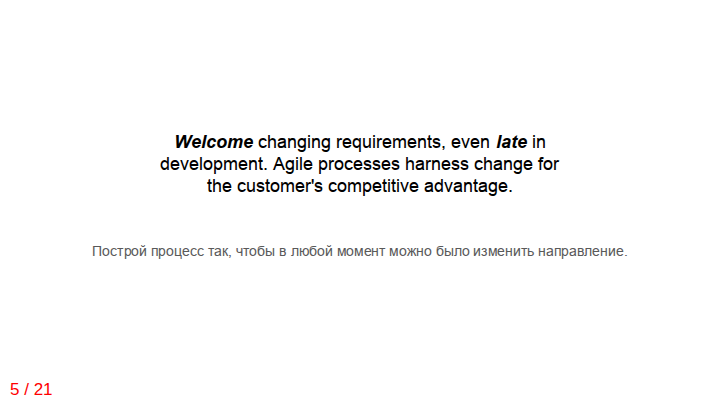 Welcome changing requirements, even late in
development. Agile processes harness change for
the customer's competitive advantage.
Построй процесс так, чтобы в любой момент можно было изменить направление.
5 / 21